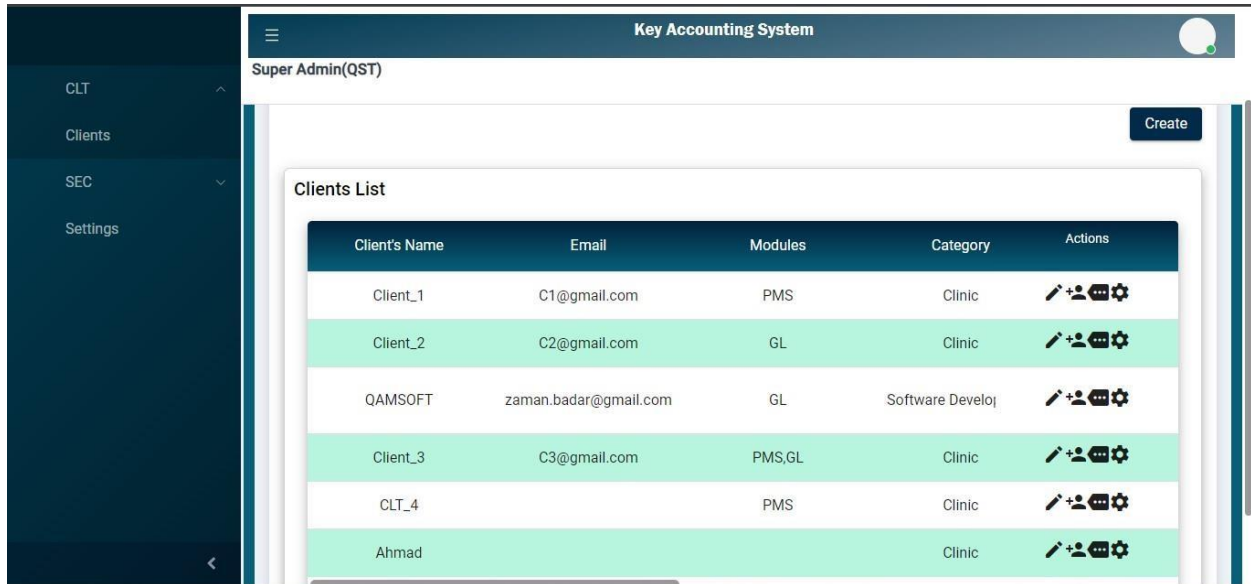 Key Accounting System
Super Admin(QST)
CLT
Clients
SEC
Settings
Create
Clients List
Client's Name Email Modules Category Actions
Client_1 C1@gmail.com PMS Clinic
Client_2 C2@gmail.com GL Clinic
QAMSOFT zaman.badar@gmail.com GL Software Develop
Client_3 C3@gmail.com PMS,GL Clinic
CLT_4 PMS Clinic
Ahmad Clinic